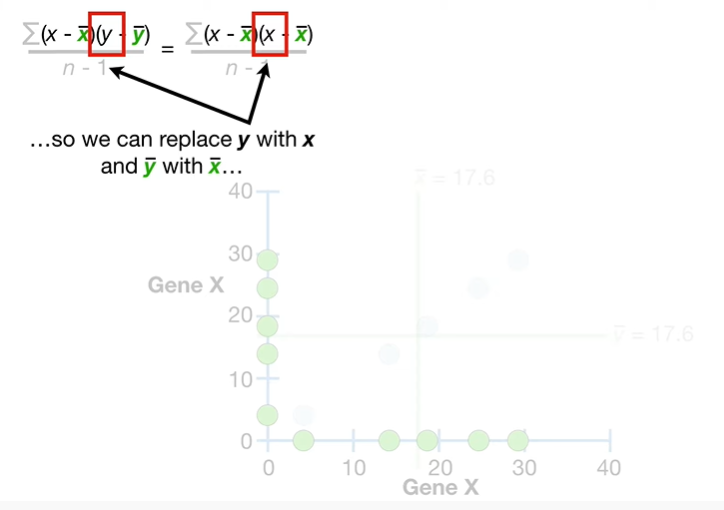 ∑(x - x̄)(y - ȳ) = ∑(x - x̄)(x - x̄)
n - 1 n - 1
...so we can replace y with x
and ȳ with x̄...
x̄ = 17.6
40
30
Gene X
20
ȳ = 17.6
10
0
0 10 20 30 40
Gene X